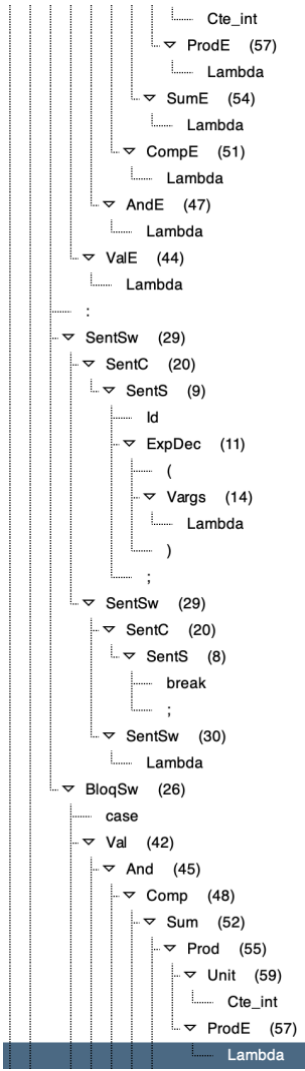 Cte_int
ProdE (57)
Lambda
SumE (54)
Lambda
CompE (51)
Lambda
AndE (47)
Lambda
ValE (44)
Lambda
:
SentSw (29)
SentC (20)
SentS (9)
Id
ExpDec (11)
(
Vargs (14)
Lambda
)
;
SentSw (29)
SentC (20)
SentS (8)
break
;
SentSw (30)
Lambda
BloqSw (26)
case
Val (42)
And (45)
Comp (48)
Sum (52)
Prod (55)
Unit (59)
Cte_int
ProdE (57)
Lambda